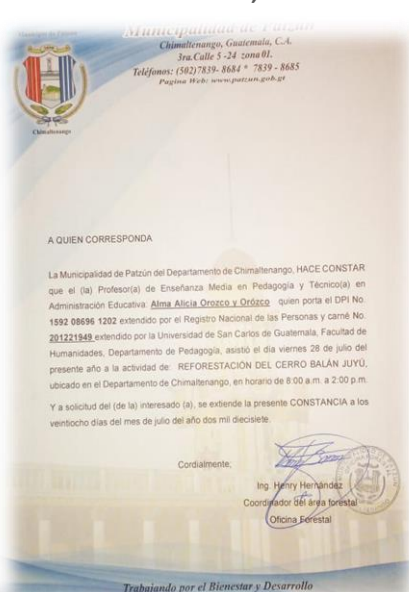 Municipalidad de Patzún
Chimaltenango, Guatemala, C.A.
3ra.Calle 5 -24 zona 01.
Teléfonos: (502)7839- 8684 * 7839 - 8685
Pagina Web: www.patzun.gob.gt
Municipio de Patzún
Chimaltenango
A QUIEN CORRESPONDA
La Municipalidad de Patzún del Departamento de Chimaltenango, HACE CONSTAR
que el (la) Profesor(a) de Enseñanza Media en Pedagogía y Técnico(a) en
Administración Educativa: Alma Alicia Orozco y Orózco quien porta el DPI No.
1592 08696 1202 extendido por el Registro Nacional de las Personas y carné No.
201221949 extendido por la Universidad de San Carlos de Guatemala, Facultad de
Humanidades, Departamento de Pedagogía, asistió el día viernes 28 de julio del
presente año a la actividad de: REFORESTACIÓN DEL CERRO BALÁN JUYÚ,
ubicado en el Departamento de Chimaltenango, en horario de 8:00 a.m. a 2:00 p.m.
Y a solicitud del (de la) interesado (a), se extiende la presente CONSTANCIA a los
veintiocho días del mes de julio del año dos mil diecisiete.
Cordialmente;
Ing. Henry Hernández
Coordinador del área forestal
Oficina Forestal
Trabajando por el Bienestar y Desarrollo